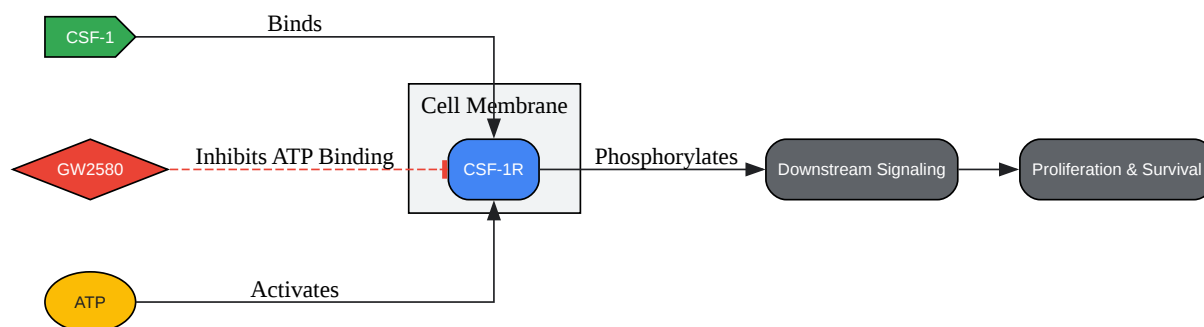 CSF-1
Binds
Cell Membrane
GW2580
Inhibits ATP Binding
CSF-1R
Phosphorylates
Downstream Signaling
Proliferation & Survival
ATP
Activates